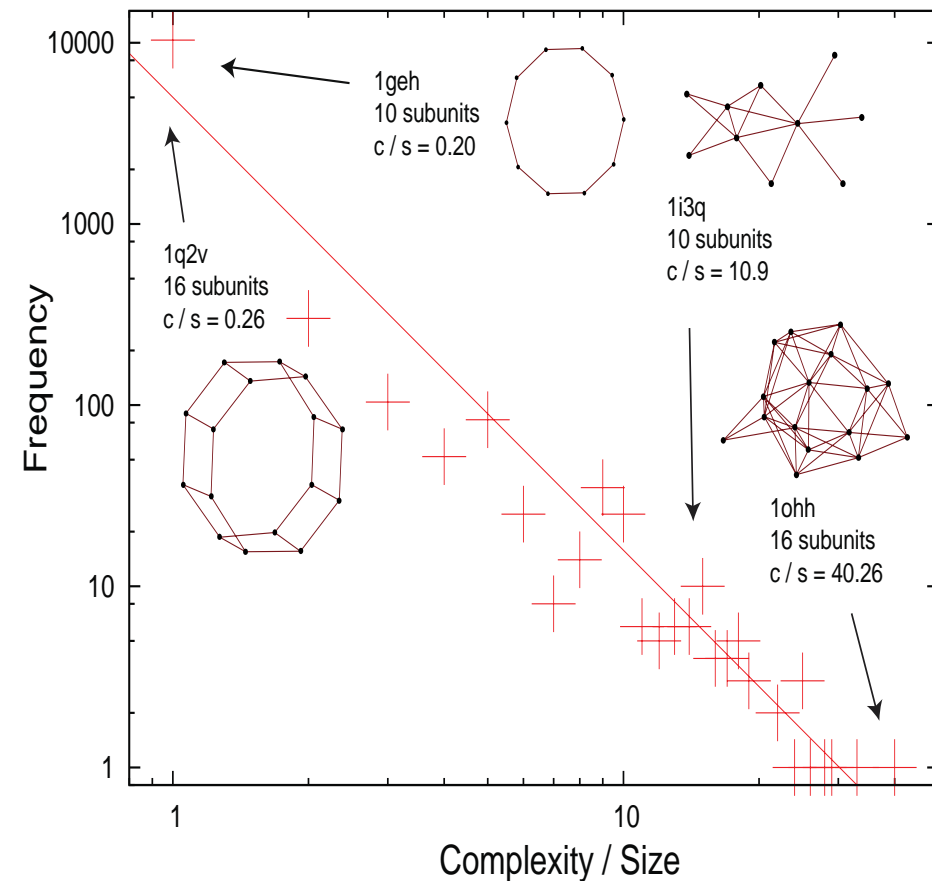 10000
1000
100
10
1
Frequency
1
10
Complexity / Size
1geh
10 subunits
c / s = 0.20
1q2v
16 subunits
c / s = 0.26
1i3q
10 subunits
c / s = 10.9
1ohh
16 subunits
c / s = 40.26